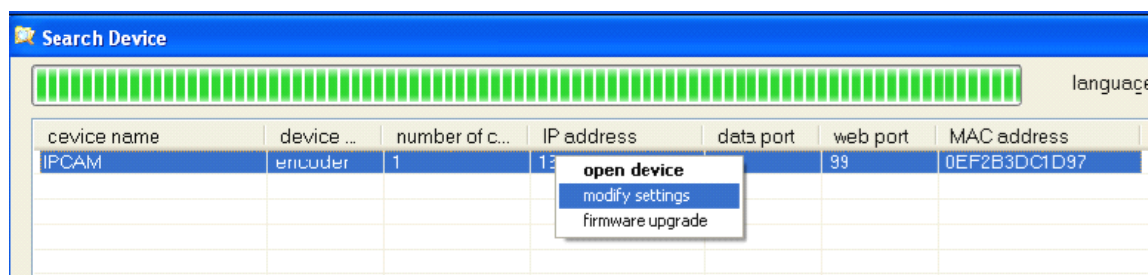 Search Device
language
cevice name device ... number of c... IP address data port web port MAC address
IPCAM encoder 1 99 0EF2B3DC1D97
open device
modify settings
firmware upgrade